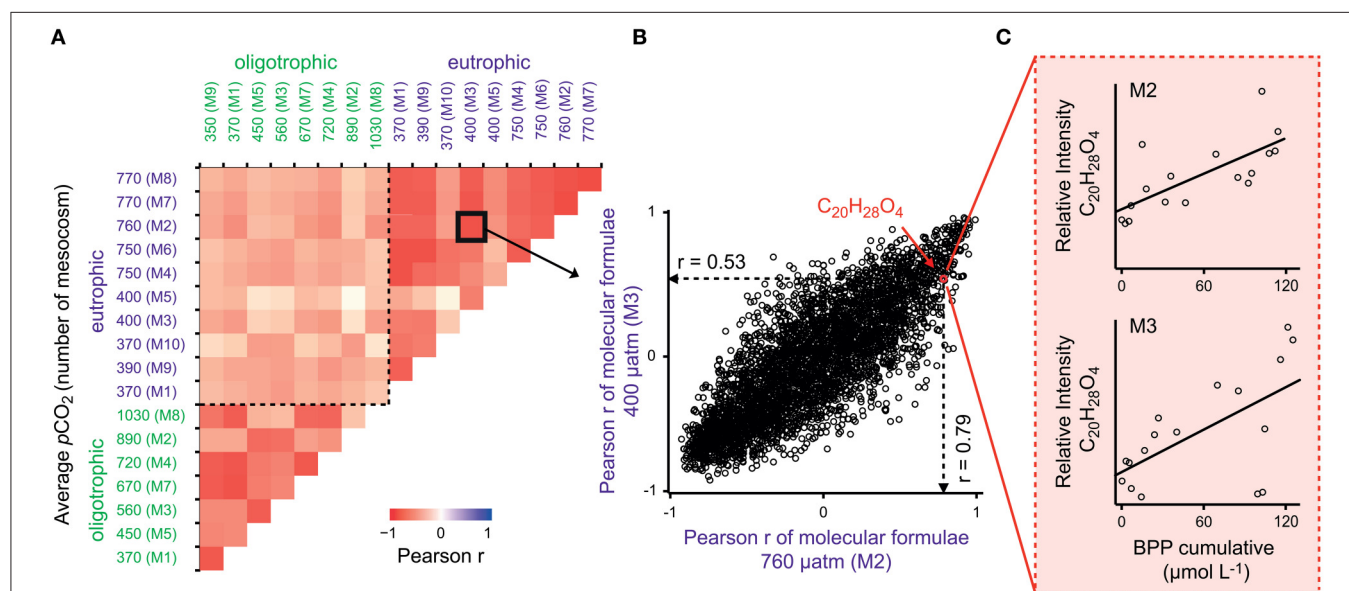 A
oligotrophic
eutrophic
350 (M9)
370 (M1)
450 (M5)
560 (M3)
670 (M7)
720 (M4)
890 (M2)
1030 (M8)
370 (M1)
390 (M9)
370 (M10)
400 (M3)
400 (M5)
750 (M4)
750 (M6)
760 (M2)
770 (M7)
Average pCO2 (number of mesocosm)
eutrophic
oligotrophic
770 (M8)
770 (M7)
760 (M2)
750 (M6)
750 (M4)
400 (M5)
400 (M3)
370 (M10)
390 (M9)
370 (M1)
1030 (M8)
890 (M2)
720 (M4)
670 (M7)
560 (M3)
450 (M5)
370 (M1)
−1 0 1
Pearson r
B
Pearson r of molecular formulae
400 µatm (M3)
1
0
-1
C20H28O4
r = 0.53
r = 0.79
-1 0 1
Pearson r of molecular formulae
760 µatm (M2)
C
M2
Relative Intensity
C20H28O4
0 60 120
M3
Relative Intensity
C20H28O4
0 60 120
BPP cumulative
(µmol L-1)